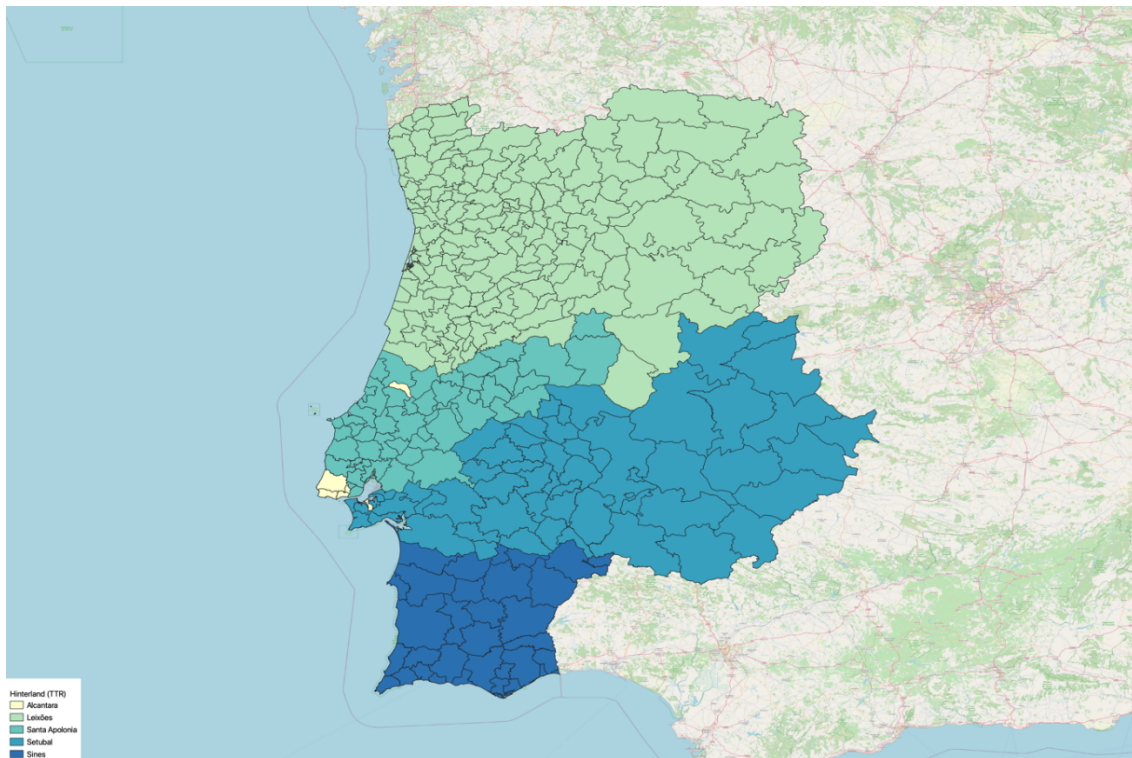 Hinterland (TTR)
Alcantara
Leixões
Santa Apolonia
Setubal
Sines